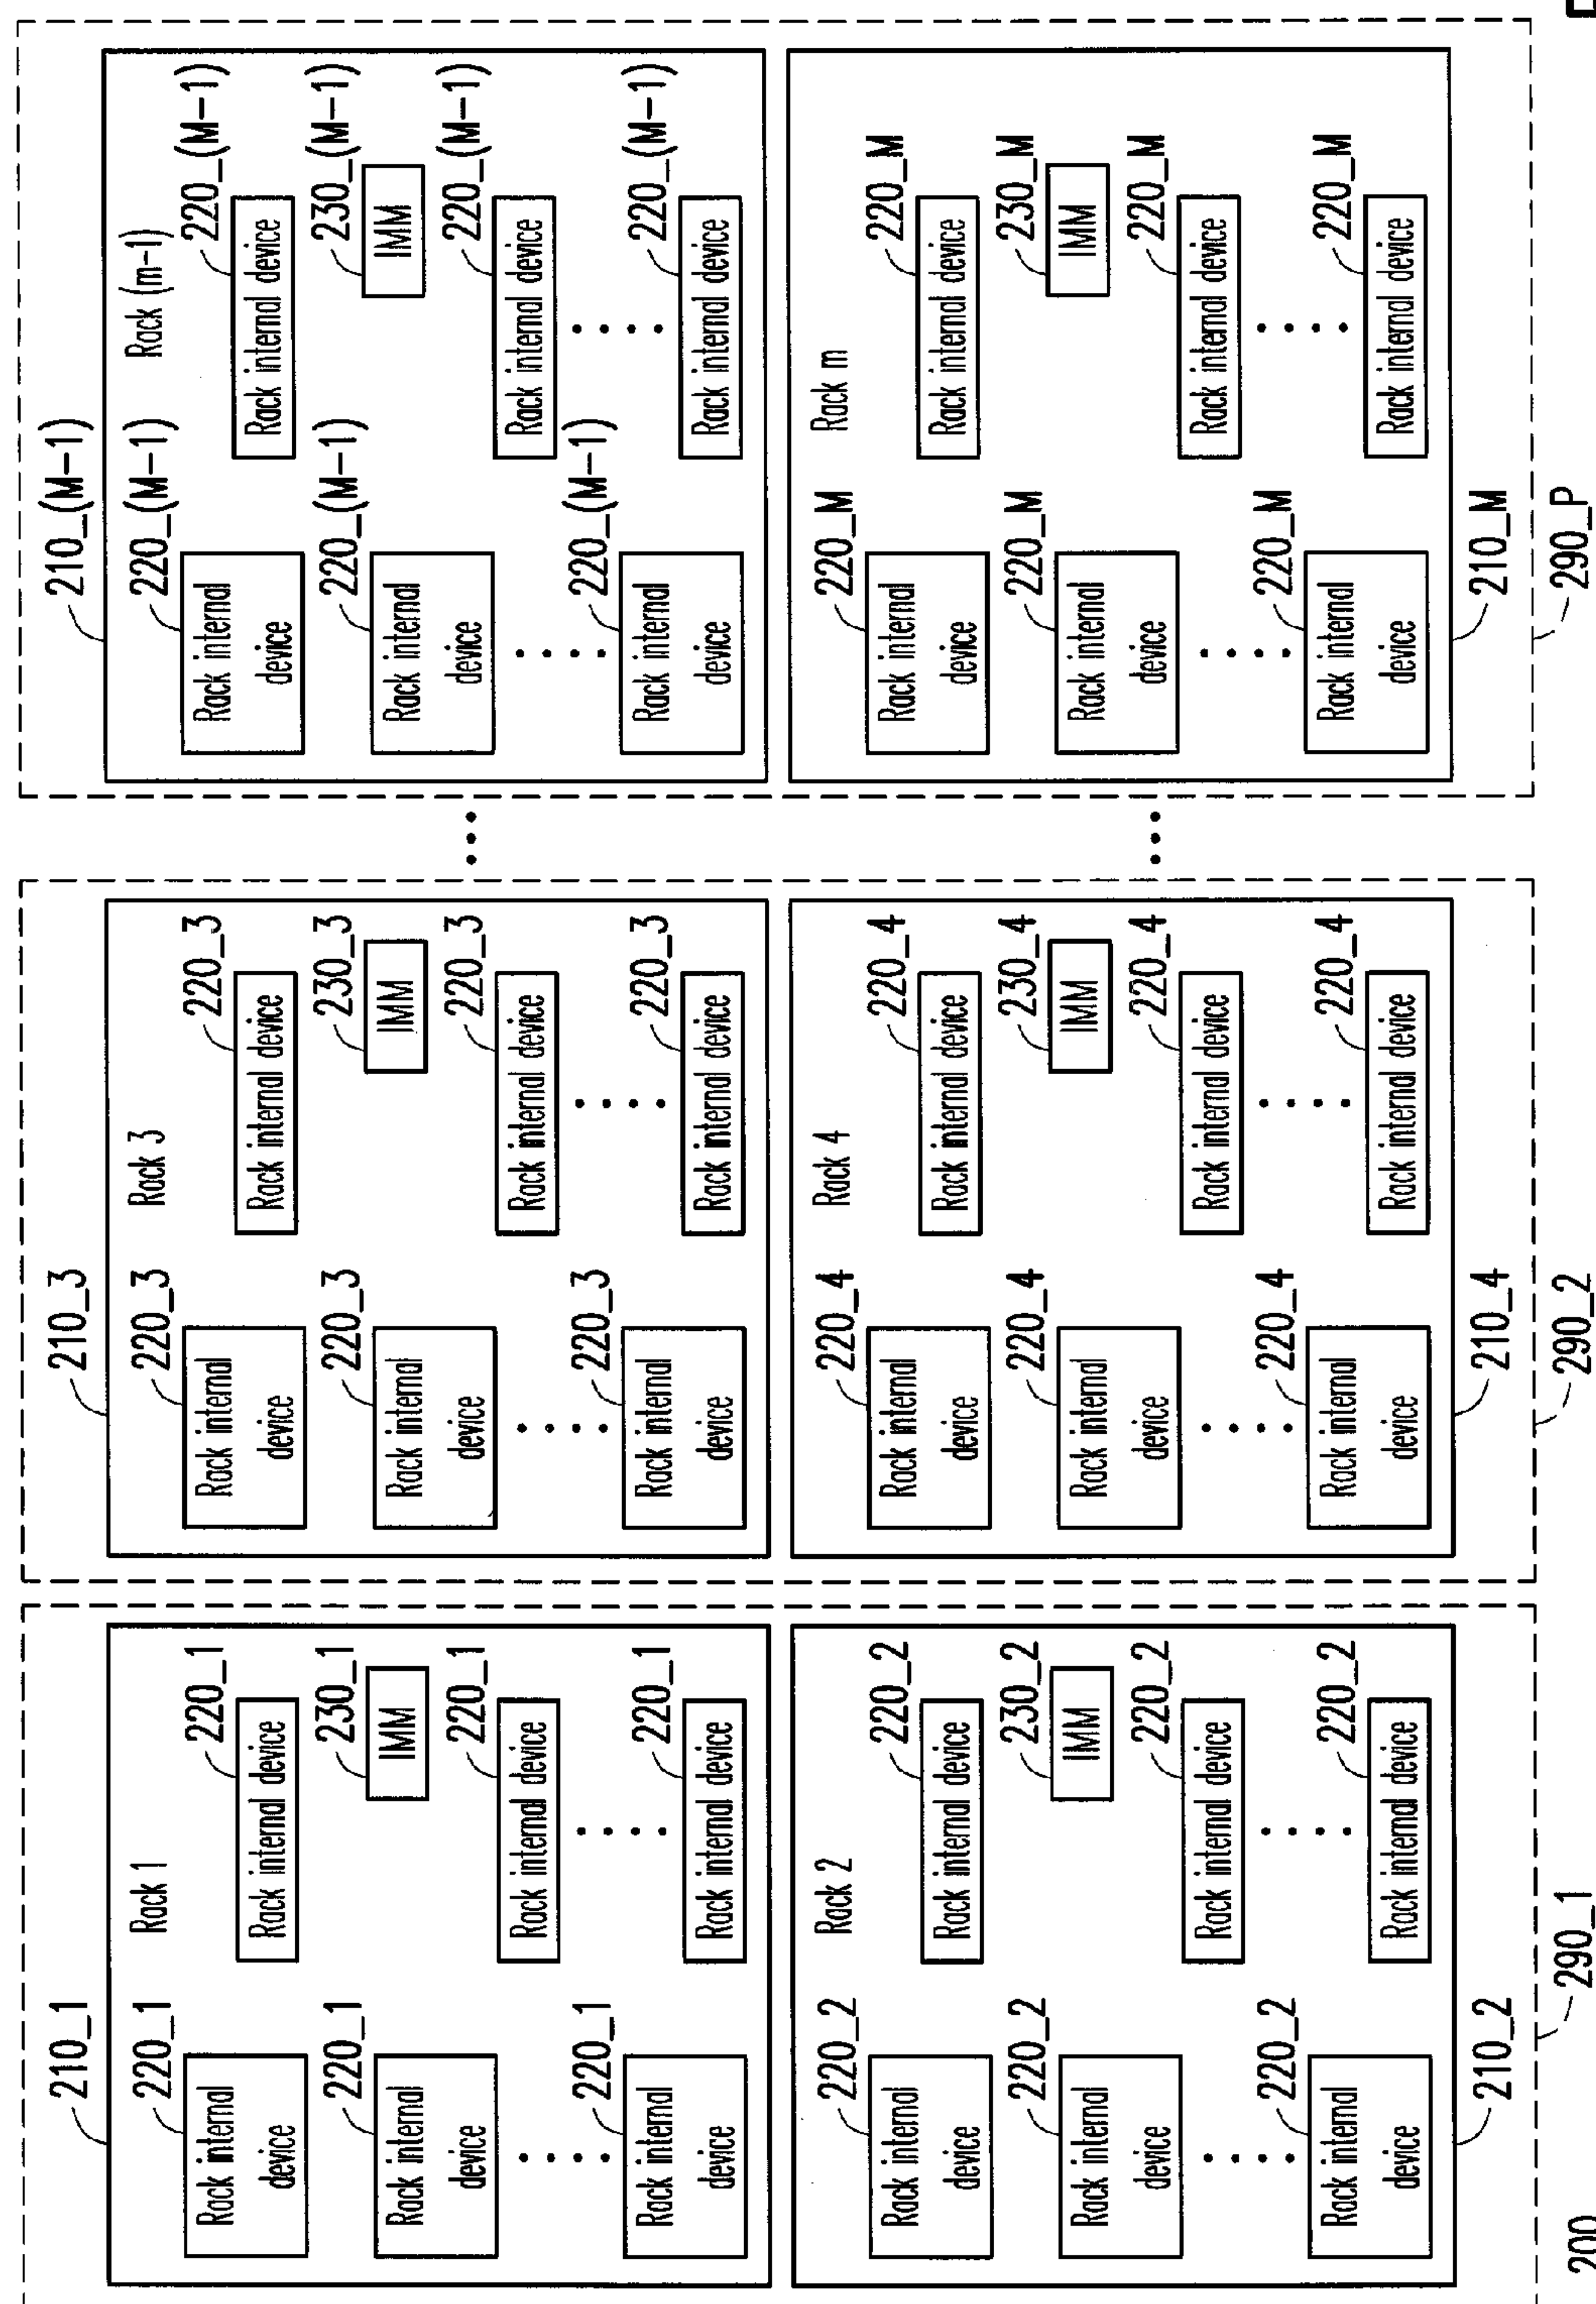 210_1
Rack 1
220_1
Rack internal
device
220_1
Rack internal device
220_1
Rack internal
device
230_1
IMM
220_1
Rack internal device
220_1
Rack internal
device
220_1
Rack internal device
Rack 2
220_2
Rack internal
device
220_2
Rack internal device
220_2
Rack internal
device
230_2
IMM
220_2
Rack internal device
220_2
Rack internal
device
220_2
Rack internal device
210_2
290_1
210_3
Rack 3
220_3
Rack internal
device
220_3
Rack internal device
220_3
Rack internal
device
230_3
IMM
220_3
Rack internal device
220_3
Rack internal
device
220_3
Rack internal device
Rack 4
220_4
Rack internal
device
220_4
Rack internal device
220_4
Rack internal
device
230_4
IMM
220_4
Rack internal device
220_4
Rack internal
device
220_4
Rack internal device
210_4
290_2
210_(M-1)
Rack (m-1)
220_(M-1)
Rack internal
device
220_(M-1)
Rack internal device
220_(M-1)
Rack internal
device
230_(M-1)
IMM
220_(M-1)
Rack internal device
220_(M-1)
Rack internal
device
220_(M-1)
Rack internal device
Rack m
220_M
Rack internal
device
220_M
Rack internal device
220_M
Rack internal
device
230_M
IMM
220_M
Rack internal device
220_M
Rack internal
device
220_M
Rack internal device
210_M
290_P
200